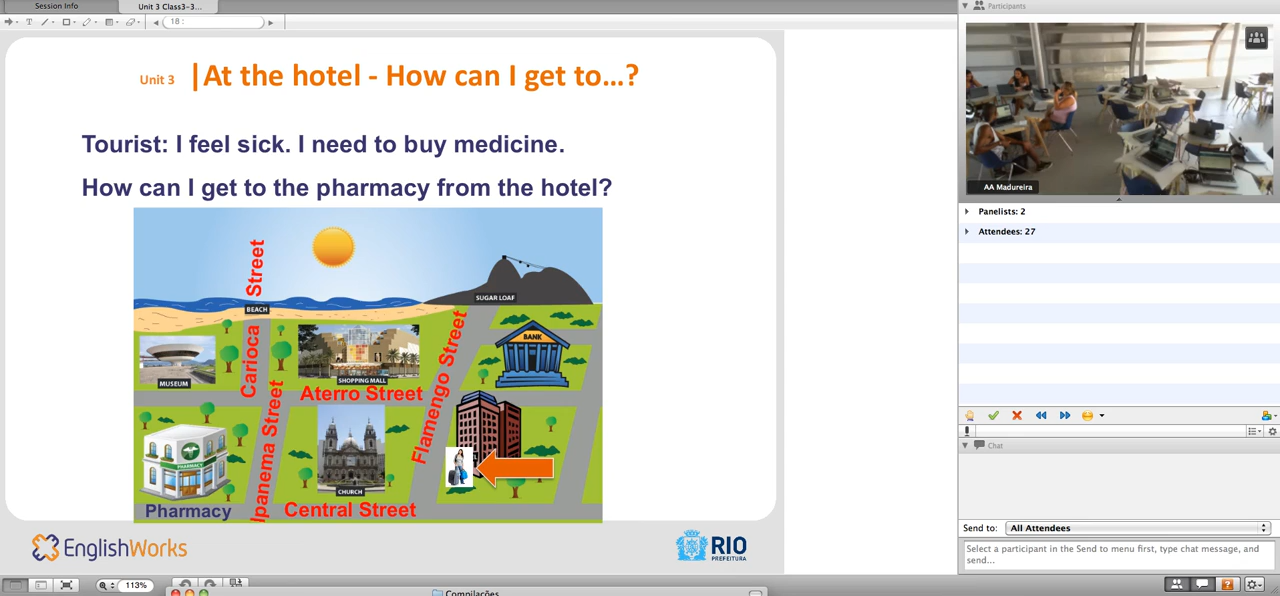 Session Info
Unit 3 Class3-3...
18 :
Participants
Unit 3 |At the hotel - How can I get to...?
Tourist: I feel sick. I need to buy medicine.
How can I get to the pharmacy from the hotel?
Carioca Street
BEACH
SUGAR LOAF
MUSEUM
SHOPPING MALL
BANK
Aterro Street
Flamengo Street
Ipanema Street
PHARMACY
CHURCH
Pharmacy
Central Street
EnglishWorks
RIO
PREFEITURA
113%
Compilações
AA Madureira
Panelists: 2
Attendees: 27
Chat
Send to: All Attendees
Select a participant in the Send to menu first, type chat message, and
send...